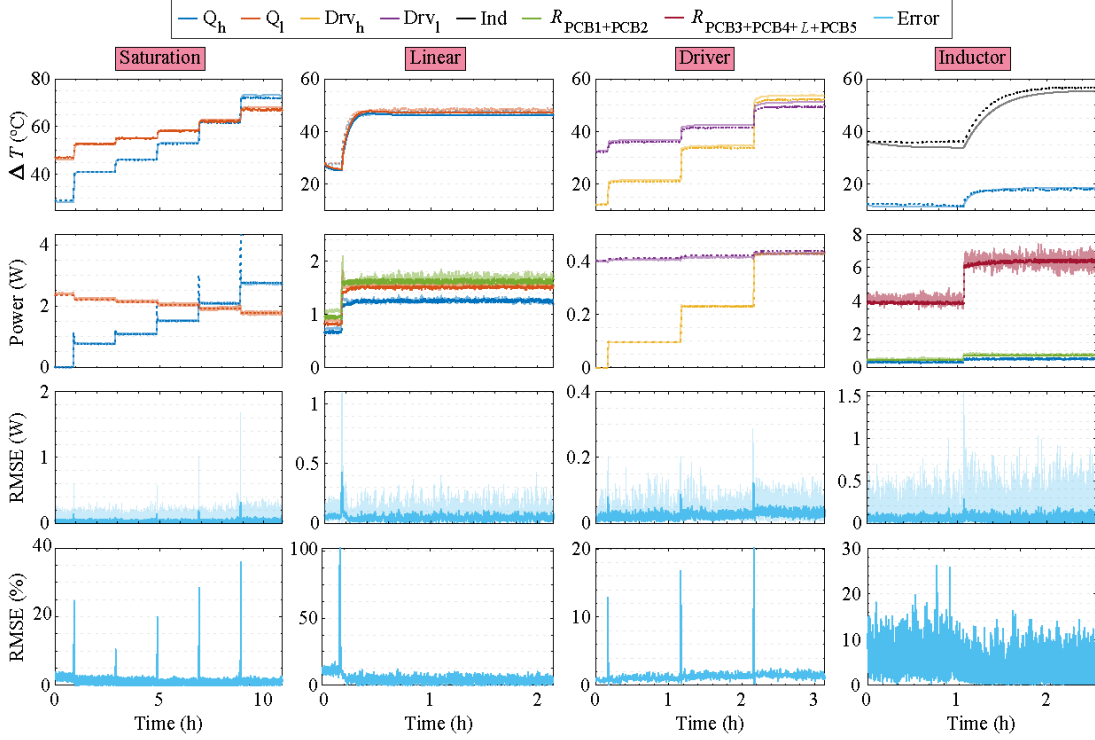 Q_h Q_l Drv_h Drv_l Ind R_PCB1+PCB2 R_PCB3+PCB4+L+PCB5 Error
Saturation Linear Driver Inductor
Δ T (°C)
80 60 40
60 40 20
60 40 20
60 40 20
Power (W)
4 2 0
2 1 0
0.4 0.2 0
8 6 4 2 0
RMSE (W)
2 1 0
1 0.5 0
0.4 0.2 0
1.5 1 0.5 0
RMSE (%)
40 20 0
100 50 0
20 10 0
30 20 10 0
0 5 10
0 1 2
0 1 2 3
0 1 2
Time (h) Time (h) Time (h) Time (h)